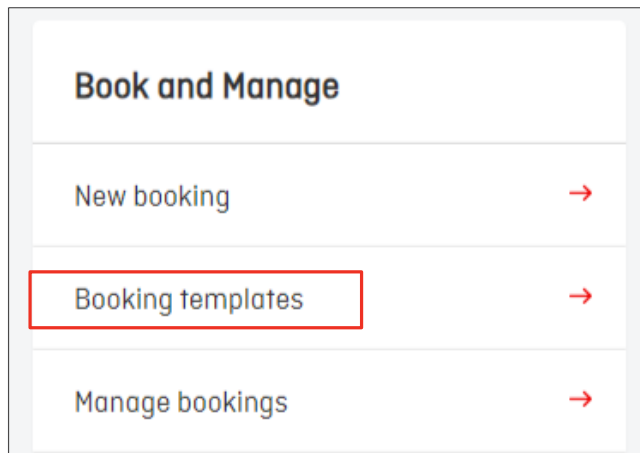 Book and Manage
New booking
Booking templates
Manage bookings